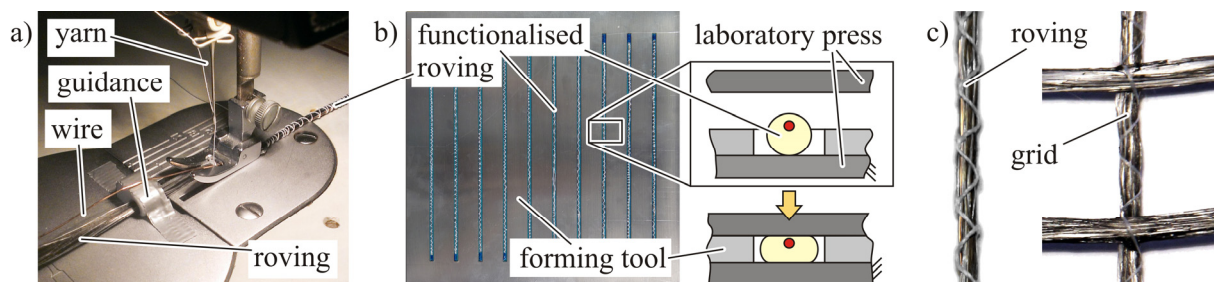 a)
yarn
guidance
wire
roving
b)
functionalised
roving
laboratory press
forming tool
c)
roving
grid